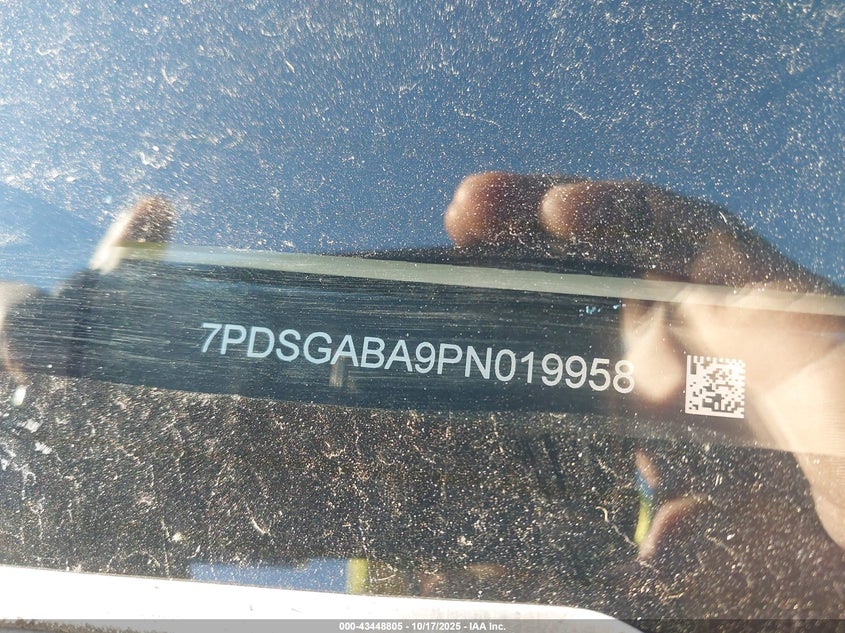 7PDSGABA9PN019958
000-43448805 - 10/17/2025 - IAA Inc.